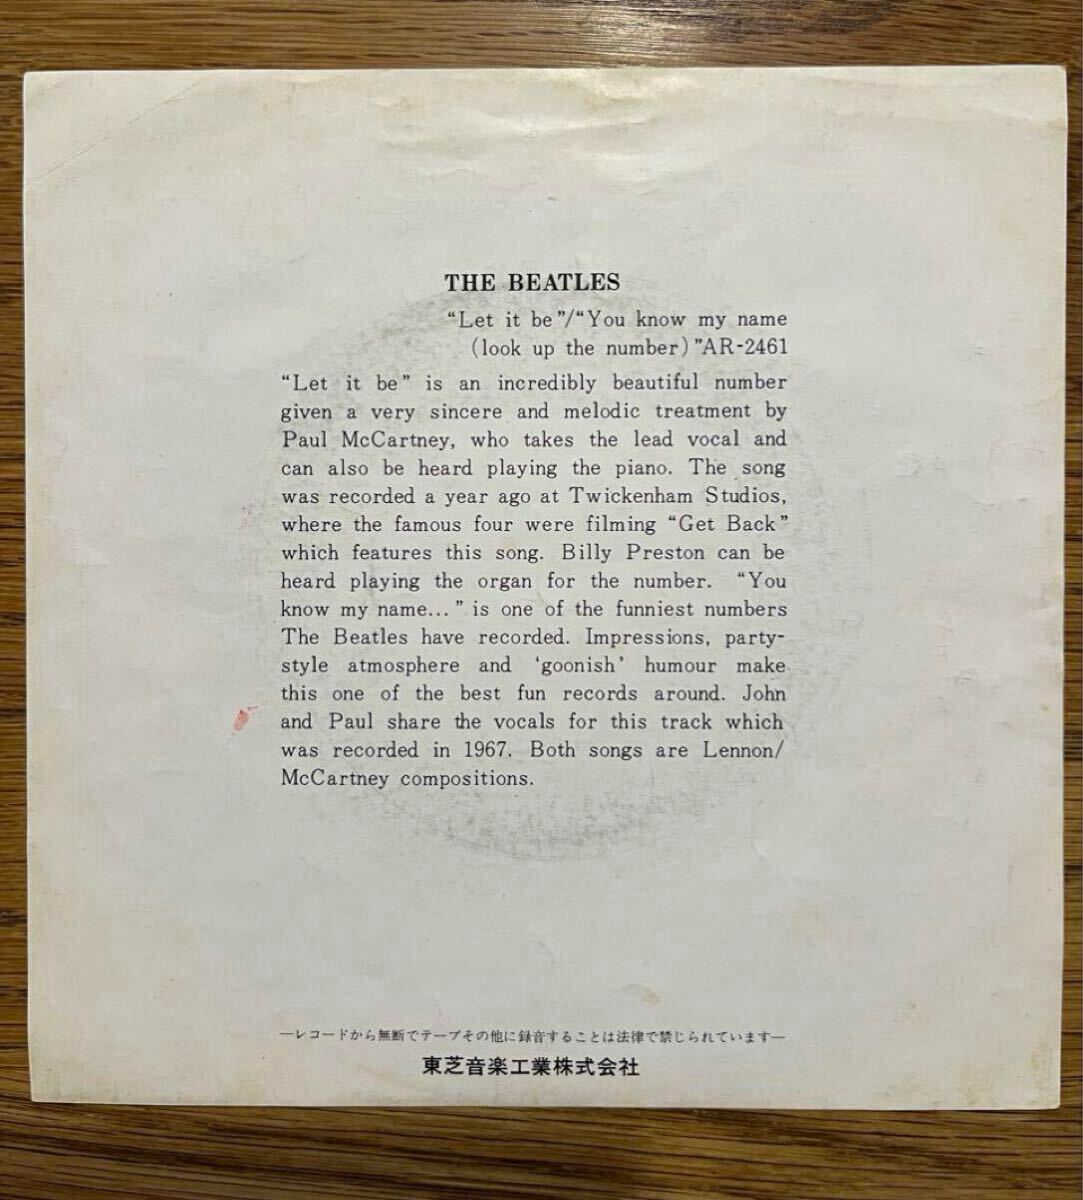 THE BEATLES
“Let it be”/“You know my name
(look up the number)”AR-2461
“Let it be” is an incredibly beautiful number
given a very sincere and melodic treatment by
Paul McCartney, who takes the lead vocal and
can also be heard playing the piano. The song
was recorded a year ago at Twickenham Studios,
where the famous four were filming “Get Back”
which features this song. Billy Preston can be
heard playing the organ for the number. “You
know my name...” is one of the funniest numbers
The Beatles have recorded. Impressions, party-
style atmosphere and ‘goonish’ humour make
this one of the best fun records around. John
and Paul share the vocals for this track which
was recorded in 1967. Both songs are Lennon/
McCartney compositions.
—レコードから無断でテープその他に録音することは法律で禁じられています—
東芝音楽工業株式会社